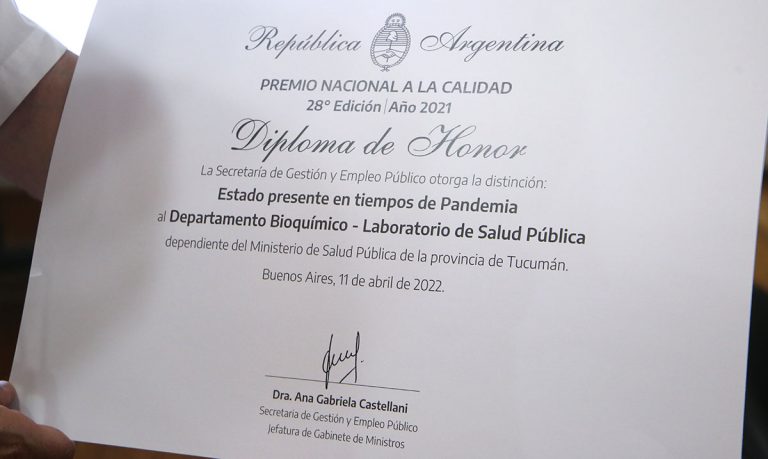 República Argentina
PREMIO NACIONAL A LA CALIDAD
28° Edición | Año 2021
Diploma de Honor
La Secretaría de Gestión y Empleo Público otorga la distinción:
Estado presente en tiempos de Pandemia
al Departamento Bioquímico - Laboratorio de Salud Pública
dependiente del Ministerio de Salud Pública de la provincia de Tucumán.
Buenos Aires, 11 de abril de 2022.
Dra. Ana Gabriela Castellani
Secretaría de Gestión y Empleo Público
Jefatura de Gabinete de Ministros